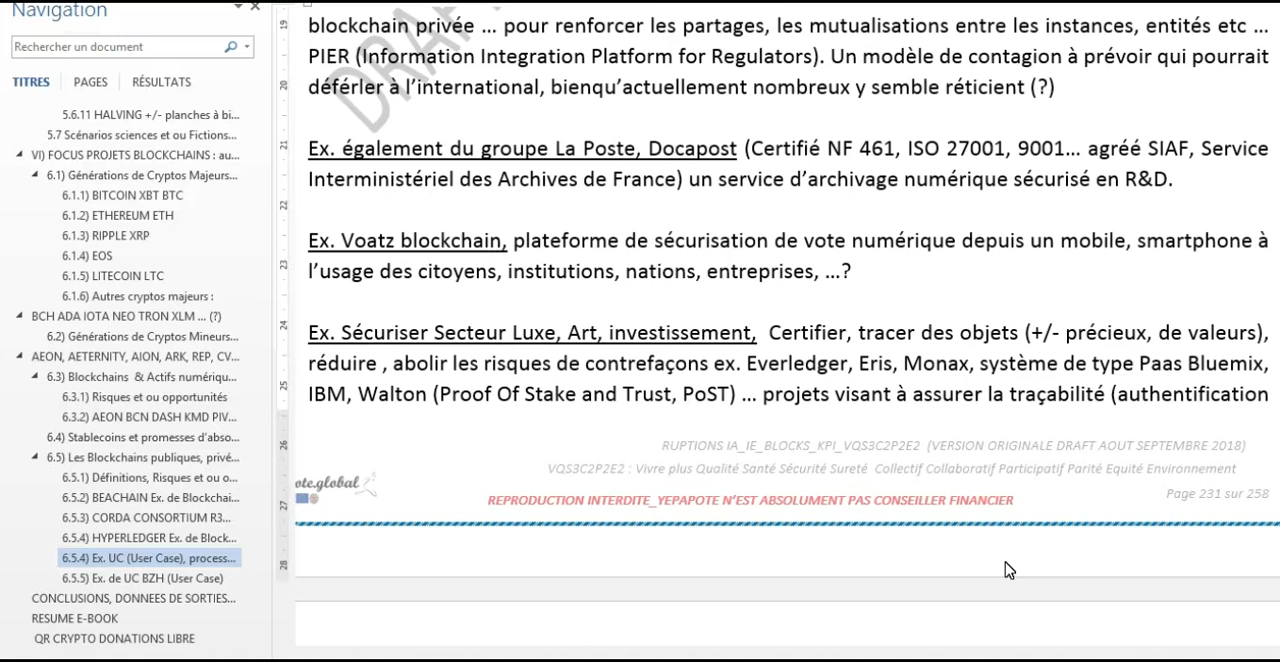 Navigation
Rechercher un document
TITRES PAGES RÉSULTATS
5.6.11 HALVING +/- planches à bi...
5.7 Scénarios sciences et ou Fictions...
VI) FOCUS PROJETS BLOCKCHAINS : au...
6.1) Générations de Cryptos Majeurs...
6.1.1) BITCOIN XBT BTC
6.1.2) ETHEREUM ETH
6.1.3) RIPPLE XRP
6.1.4) EOS
6.1.5) LITECOIN LTC
6.1.6) Autres cryptos majeurs :
BCH ADA IOTA NEO TRON XLM ... (?)
6.2) Générations de Cryptos Mineurs...
AEON, AETERNITY, AION, ARK, REP, CV...
6.3) Blockchains & Actifs numériqu...
6.3.1) Risques et ou opportunités
6.3.2) AEON BCN DASH KMD PIV...
6.4) Stablecoins et promesses d'abso...
6.5) Les Blockchains publiques, privé...
6.5.1) Définitions, Risques et ou o...
6.5.2) BEACHAIN Ex. de Blockchai...
6.5.3) CORDA CONSORTIUM R3...
6.5.4) HYPERLEDGER Ex. de Block...
6.5.4) Ex. UC (User Case), process...
6.5.5) Ex. de UC BZH (User Case)
CONCLUSIONS, DONNEES DE SORTIES...
RESUME E-BOOK
QR CRYPTO DONATIONS LIBRE
19
20
21
22
23
24
25
26
27
28
DRAF
blockchain privée ... pour renforcer les partages, les mutualisations entre les instances, entités etc ...
PIER (Information Integration Platform for Regulators). Un modèle de contagion à prévoir qui pourrait
déférler à l'international, bienqu'actuellement nombreux y semble réticient (?)
Ex. également du groupe La Poste, Docapost (Certifié NF 461, ISO 27001, 9001... agréé SIAF, Service
Interministériel des Archives de France) un service d'archivage numérique sécurisé en R&D.
Ex. Voatz blockchain, plateforme de sécurisation de vote numérique depuis un mobile, smartphone à
l'usage des citoyens, institutions, nations, entreprises, ...?
Ex. Sécuriser Secteur Luxe, Art, investissement, Certifier, tracer des objets (+/- précieux, de valeurs),
réduire , abolir les risques de contrefaçons ex. Everledger, Eris, Monax, système de type Paas Bluemix,
IBM, Walton (Proof Of Stake and Trust, PoST) ... projets visant à assurer la traçabilité (authentification
RUPTIONS IA_IE_BLOCKS_KPI_VQS3C2P2E2 (VERSION ORIGINALE DRAFT AOUT SEPTEMBRE 2018)
VQS3C2P2E2 : Vivre plus Qualité Santé Sécurité Sureté Collectif Collaboratif Participatif Parité Equité Environnement
ote.global
Page 231 sur 258
REPRODUCTION INTERDITE_YEPAPOTE N'EST ABSOLUMENT PAS CONSEILLER FINANCIER